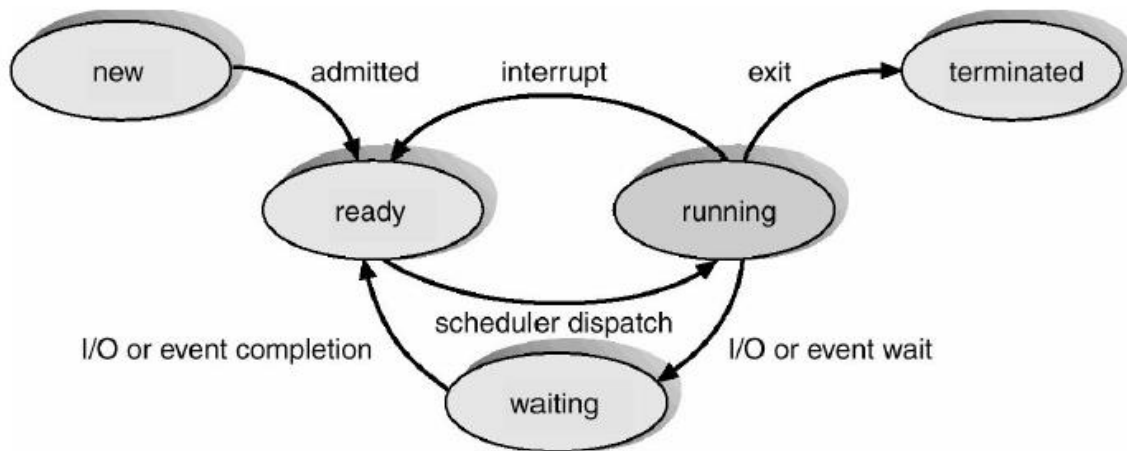 new
admitted
interrupt
exit
terminated
ready
running
scheduler dispatch
I/O or event completion
I/O or event wait
waiting